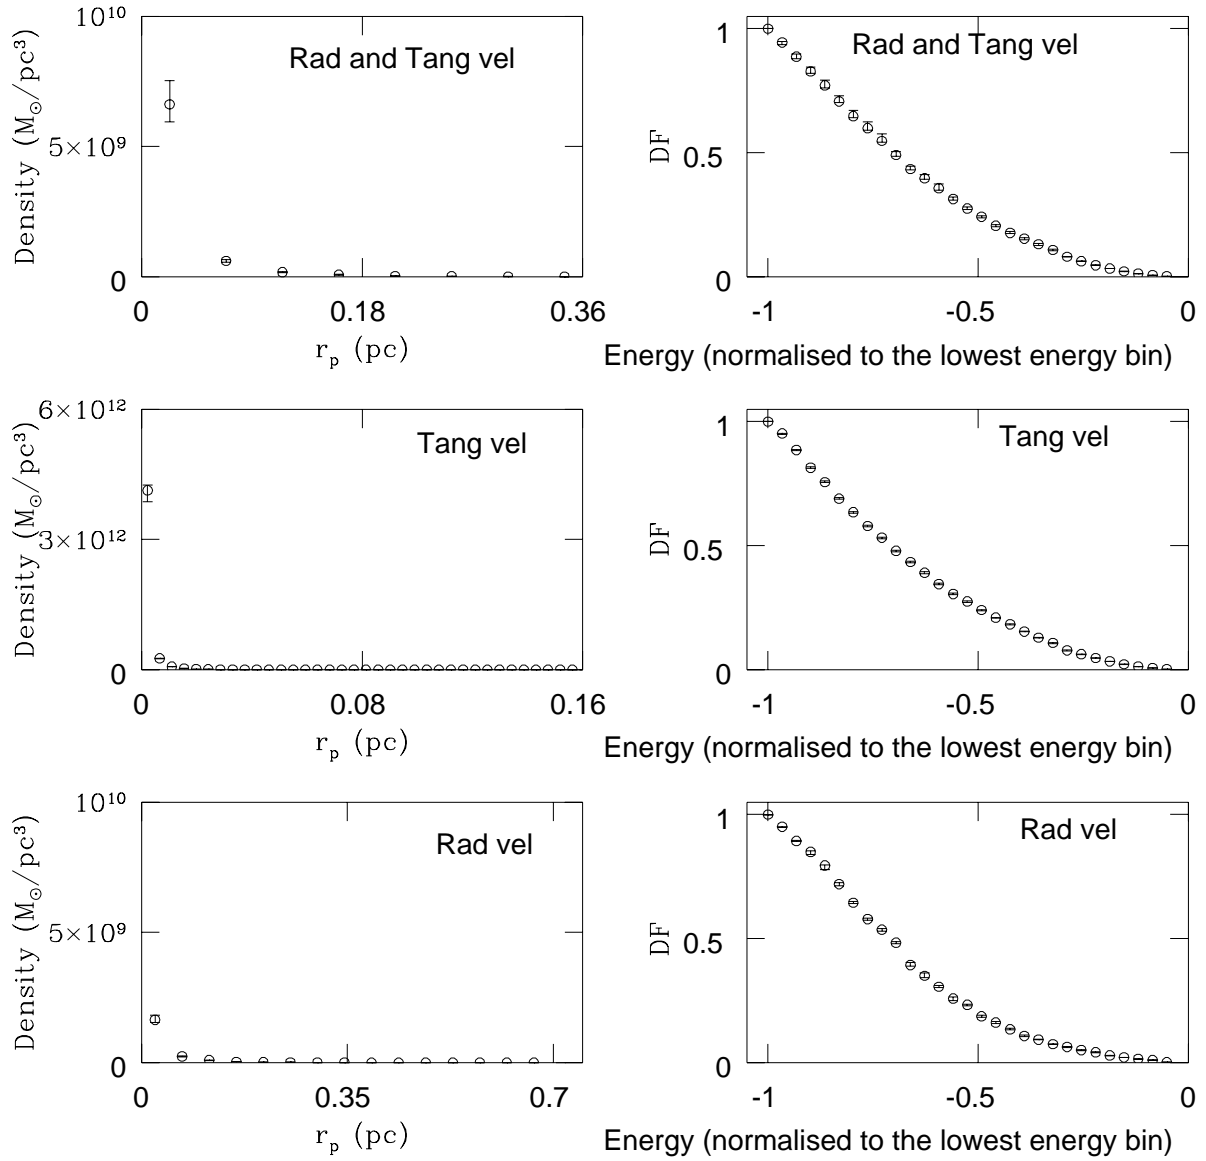 10¹⁰
Rad and Tang vel
5×10⁹
0
Density (M☉/pc³)
0 0.18 0.36
r_p (pc)
1
Rad and Tang vel
0.5
0
DF
-1 -0.5 0
Energy (normalised to the lowest energy bin)
6×10¹²
Tang vel
3×10¹²
0
Density (M☉/pc³)
0 0.08 0.16
r_p (pc)
1
Tang vel
0.5
0
DF
-1 -0.5 0
Energy (normalised to the lowest energy bin)
10¹⁰
Rad vel
5×10⁹
0
Density (M☉/pc³)
0 0.35 0.7
r_p (pc)
1
Rad vel
0.5
0
DF
-1 -0.5 0
Energy (normalised to the lowest energy bin)